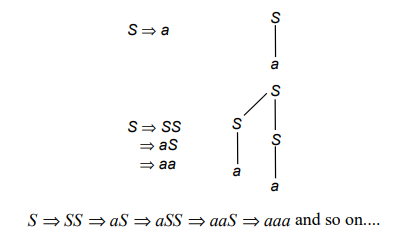 S ⇒ a
S
a
S ⇒ SS
⇒ aS
⇒ aa
S
S
S
a
a
S ⇒ SS ⇒ aS ⇒ aSS ⇒ aaS ⇒ aaa and so on....